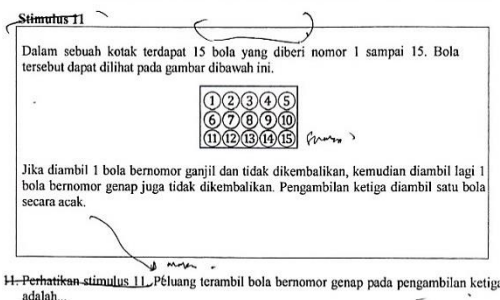 Stimulus 11
Dalam sebuah kotak terdapat 15 bola yang diberi nomor 1 sampai 15. Bola
tersebut dapat dilihat pada gambar dibawah ini.
1 2 3 4 5
6 7 8 9 10
11 12 13 14 15
Jika diambil 1 bola bernomor ganjil dan tidak dikembalikan, kemudian diambil lagi 1
bola bernomor genap juga tidak dikembalikan. Pengambilan ketiga diambil satu bola
secara acak.
11. Perhatikan stimulus 11. Peluang terambil bola bernomor genap pada pengambilan ketiga
adalah...